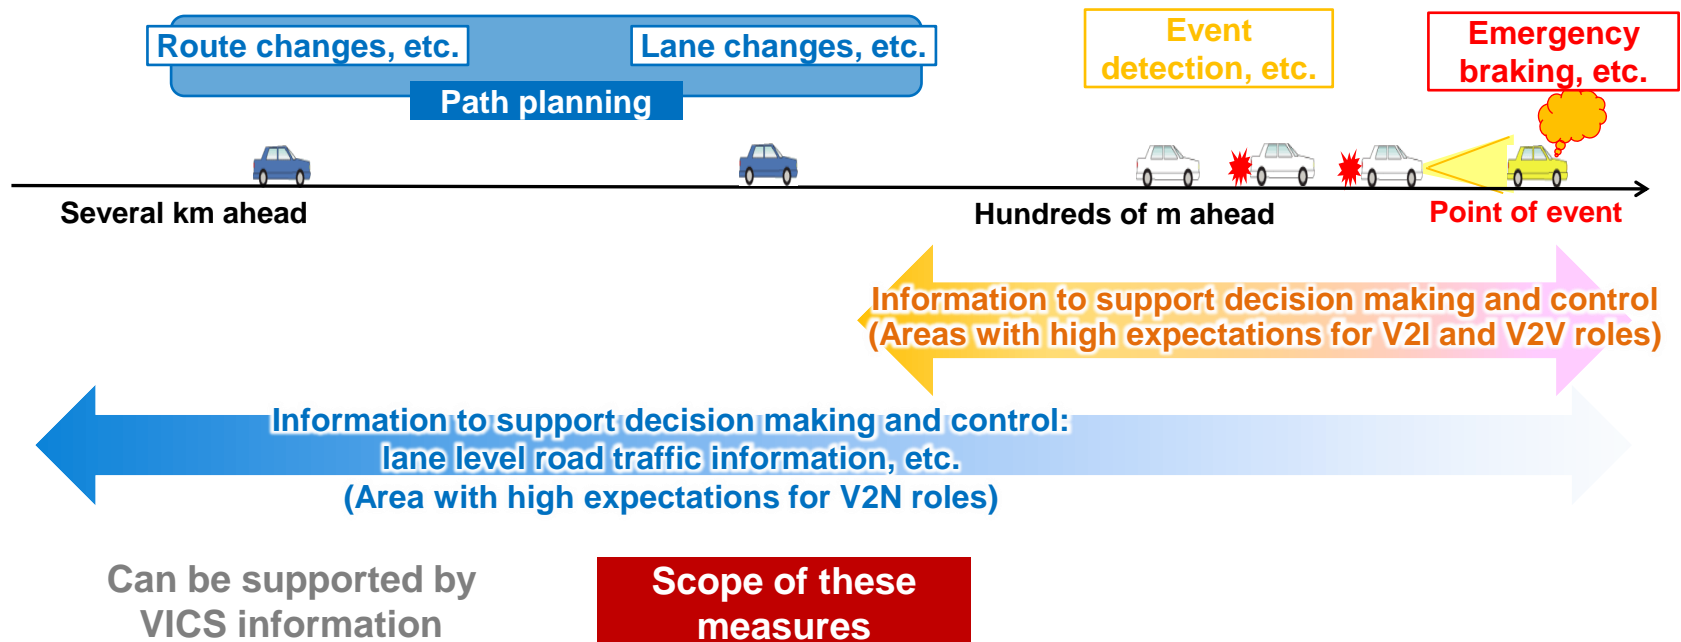 Route changes, etc.
Lane changes, etc.
Path planning
Event
detection, etc.
Emergency
braking, etc.
Several km ahead
Hundreds of m ahead
Point of event
Information to support decision making and control
(Areas with high expectations for V2I and V2V roles)
Information to support decision making and control:
lane level road traffic information, etc.
(Area with high expectations for V2N roles)
Can be supported by
VICS information
Scope of these
measures